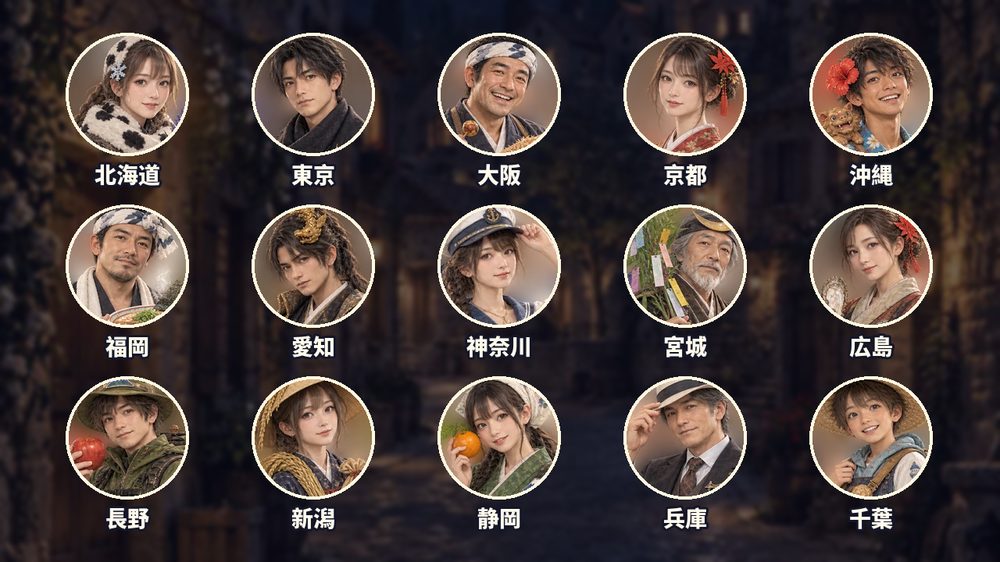 北海道
東京
大阪
京都
沖縄
福岡
愛知
神奈川
宮城
広島
長野
新潟
静岡
兵庫
千葉